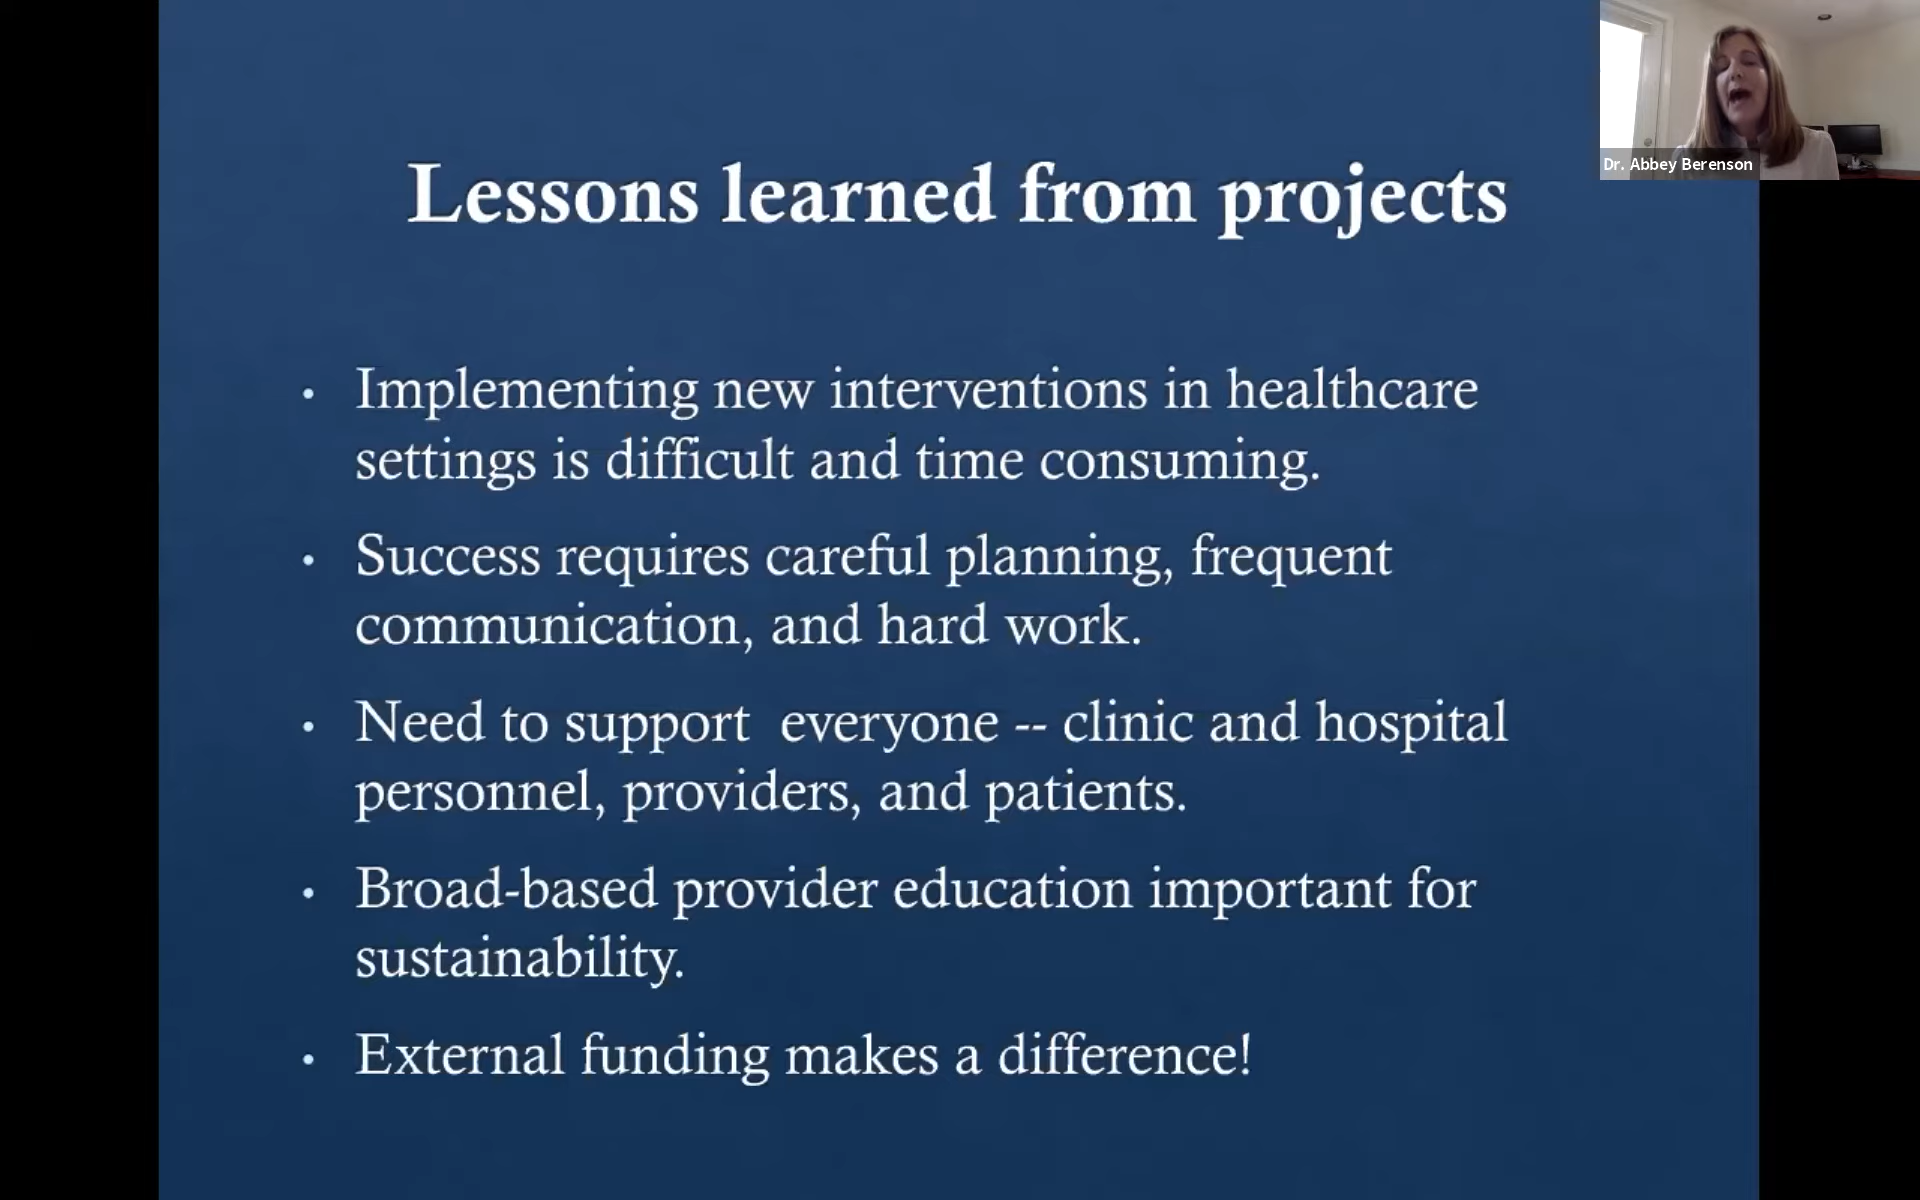 Dr. Abbey Berenson
Lessons learned from projects
• Implementing new interventions in healthcare
settings is difficult and time consuming.
• Success requires careful planning, frequent
communication, and hard work.
• Need to support  everyone -- clinic and hospital
personnel, providers, and patients.
• Broad-based provider education important for
sustainability.
• External funding makes a difference!